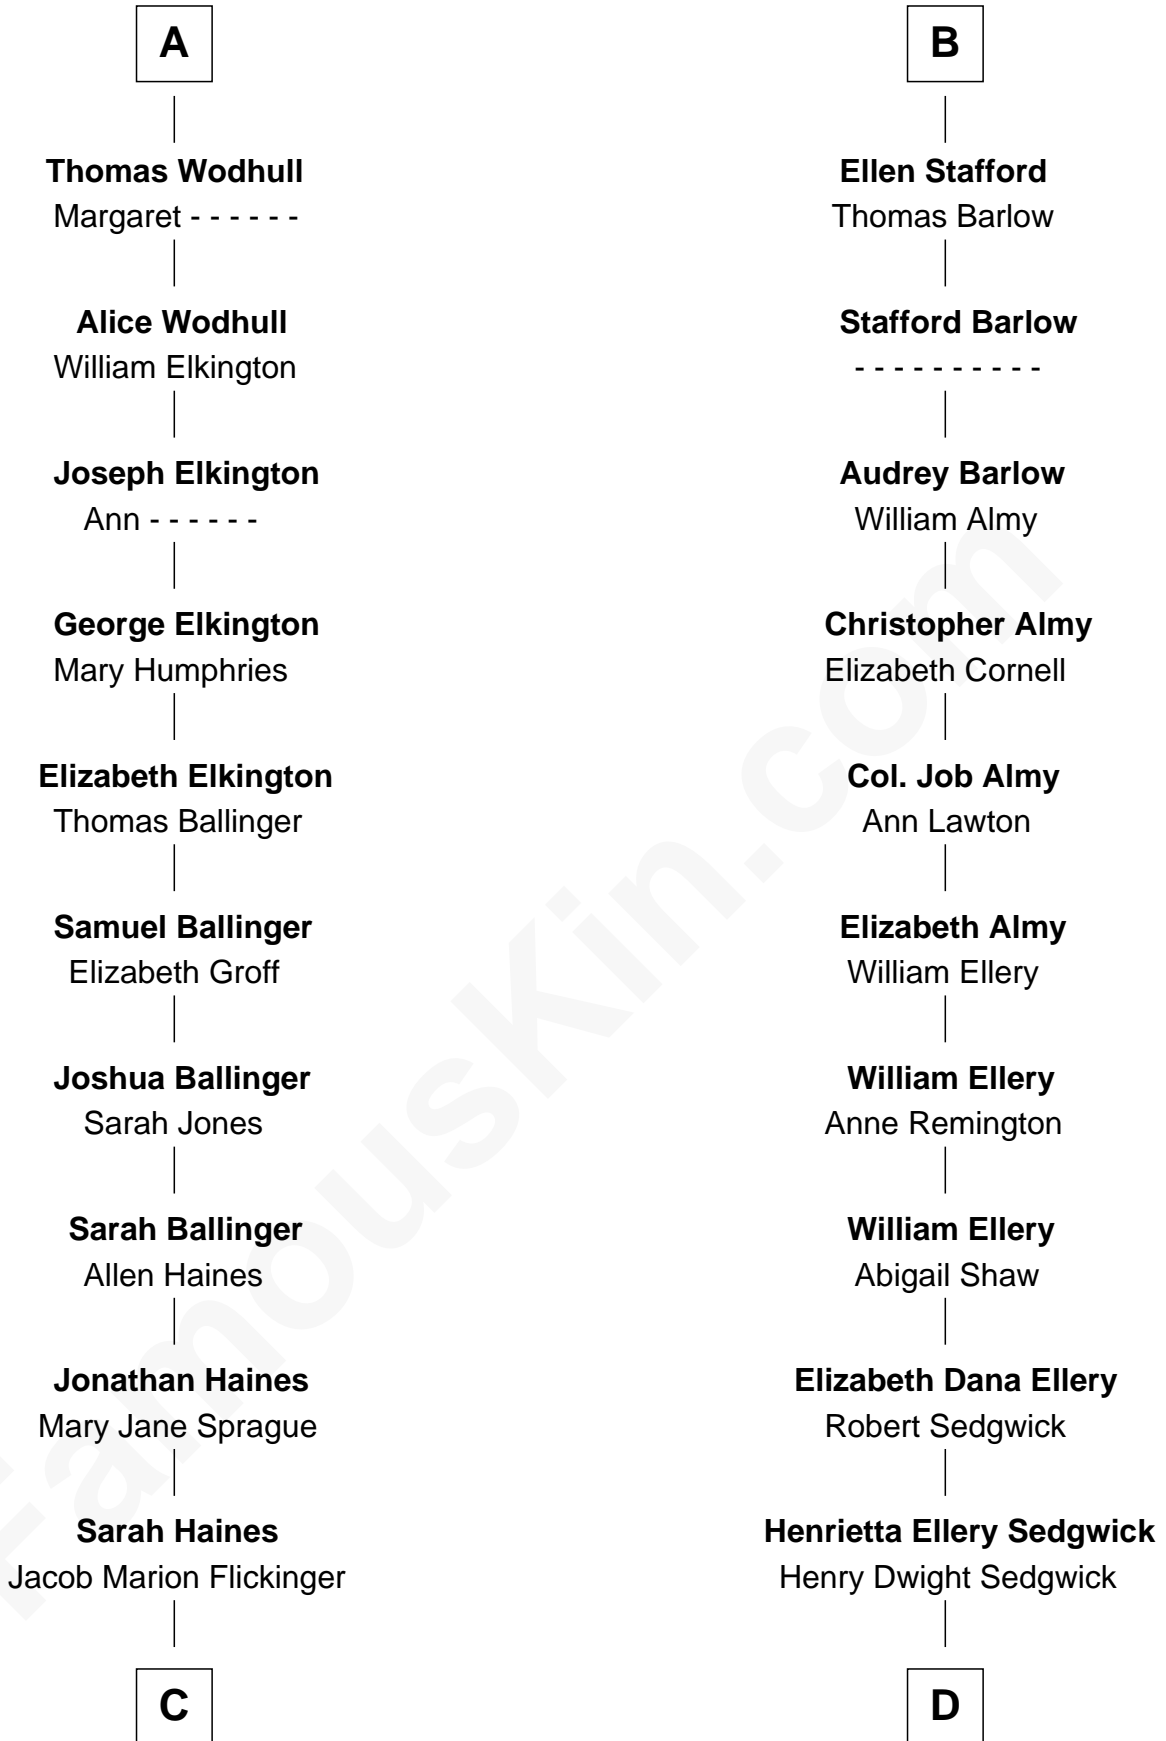 A
Thomas Wodhull
Margaret - - - - - -
Alice Wodhull
William Elkington
Joseph Elkington
Ann - - - - - -
George Elkington
Mary Humphries
Elizabeth Elkington
Thomas Ballinger
Samuel Ballinger
Elizabeth Groff
Joshua Ballinger
Sarah Jones
Sarah Ballinger
Allen Haines
Jonathan Haines
Mary Jane Sprague
Sarah Haines
Jacob Marion Flickinger
C
B
Ellen Stafford
Thomas Barlow
Stafford Barlow
- - - - - - - - - -
Audrey Barlow
William Almy
Christopher Almy
Elizabeth Cornell
Col. Job Almy
Ann Lawton
Elizabeth Almy
William Ellery
William Ellery
Anne Remington
William Ellery
Abigail Shaw
Elizabeth Dana Ellery
Robert Sedgwick
Henrietta Ellery Sedgwick
Henry Dwight Sedgwick
D
FamousKin.com